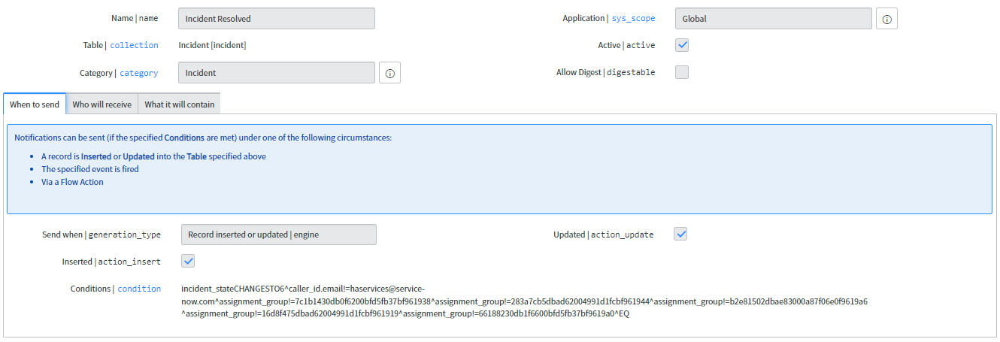 Name | name
Incident Resolved
Application | sys_scope
Global
Table | collection
Incident [incident]
Active | active
Category | category
Incident
Allow Digest | digestable
When to send
Who will receive
What it will contain
Notifications can be sent (if the specified Conditions are met) under one of the following circumstances:
• A record is Inserted or Updated into the Table specified above
• The specified event is fired
• Via a Flow Action
Send when | generation_type
Record inserted or updated | engine
Updated | action_update
Inserted | action_insert
Conditions | condition
incident_stateCHANGESTO6^caller_id.email!=haservices@service-
now.com^assignment_group!=7c1b1430db0f6200bfd5fb37bf961938^assignment_group!=283a7cb5dbad62004991d1fcbf961944^assignment_group!=b2e81502dbae83000a87f06e0f9619a6
^assignment_group!=16d8f475dbad62004991d1fcbf961919^assignment_group!=66188230db1f6600bfd5fb37bf9619a0^EQ